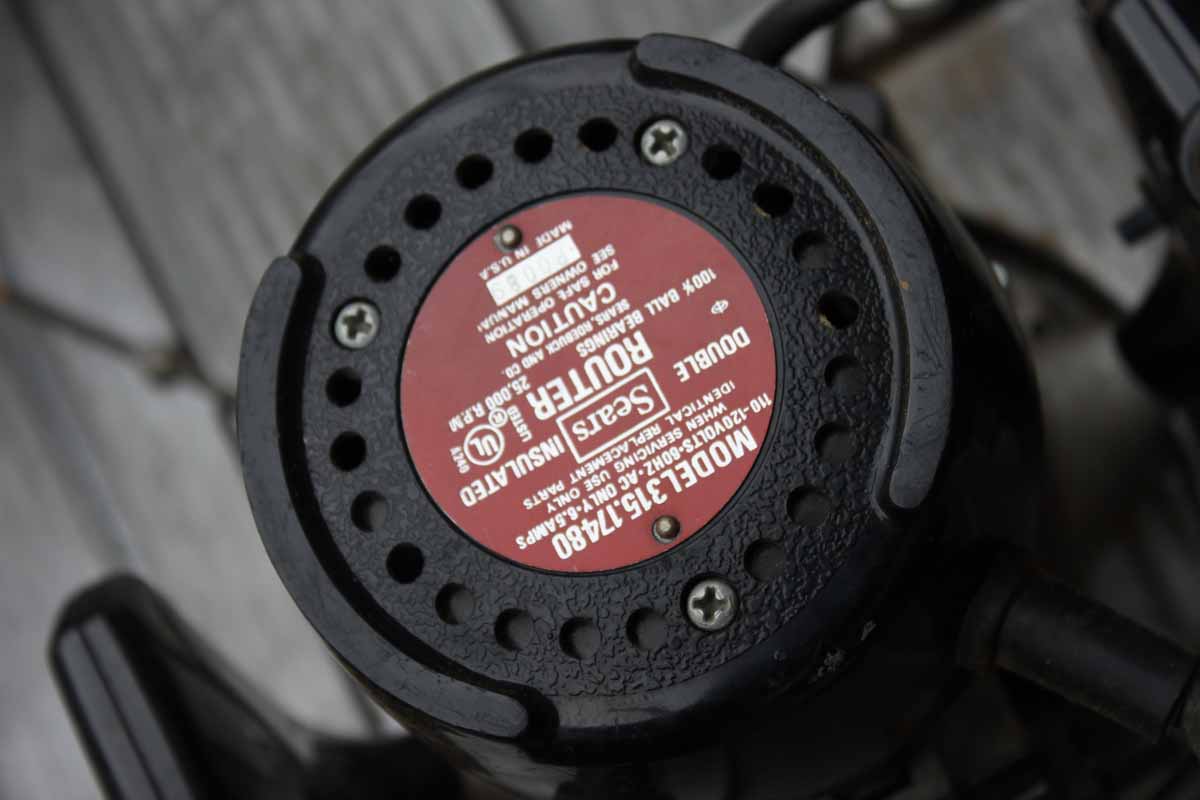 MODEL 315.17480
110-120VOLTS·60HZ·AC ONLY·6.5AMPS
WHEN SERVICING USE ONLY
IDENTICAL REPLACEMENT PARTS
DOUBLE Sears INSULATED
ROUTER
UL ® LISTED 474U
100% BALL BEARINGS 25,000 R.P.M
SEARS, ROEBUCK AND CO.
CAUTION
FOR SAFE OPERATION
SEE OWNERS MANUAL
MADE IN U.S.A.